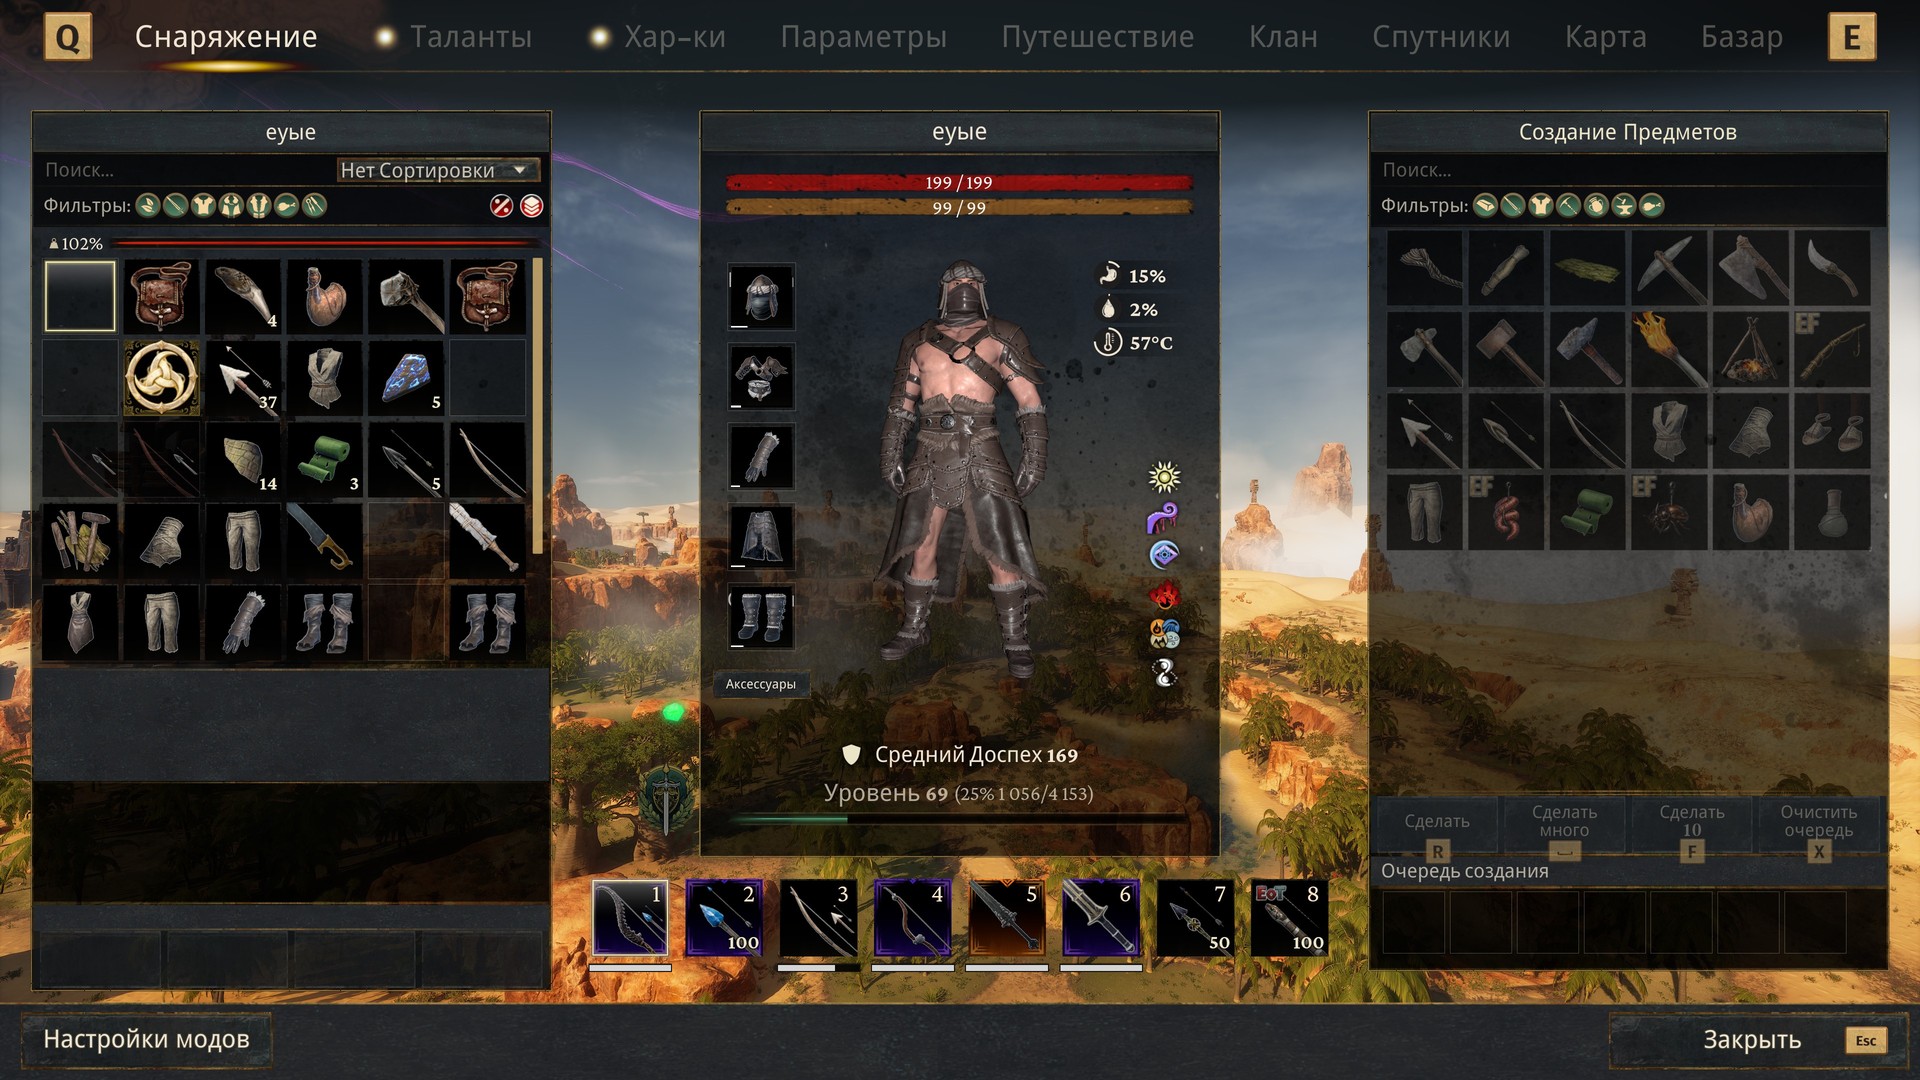 Q Снаряжение Таланты Хар-ки Параметры Путешествие Клан Спутники Карта Базар E
еуые
Поиск...
Нет Сортировки
Фильтры:
102%
4
37
5
14
3
5
еуые
199 / 199
99 / 99
15%
2%
57°C
Аксессуары
Средний Доспех 169
Уровень 69 (25% 1 056/4 153)
1 2 3 4 5 6 7 8
EoT
100 50 100
Создание Предметов
Поиск...
Фильтры:
EF
EF
EF
Сделать
R
Сделать много
Сделать 10
F
Очистить очередь
X
Очередь создания
Настройки модов
Закрыть Esc